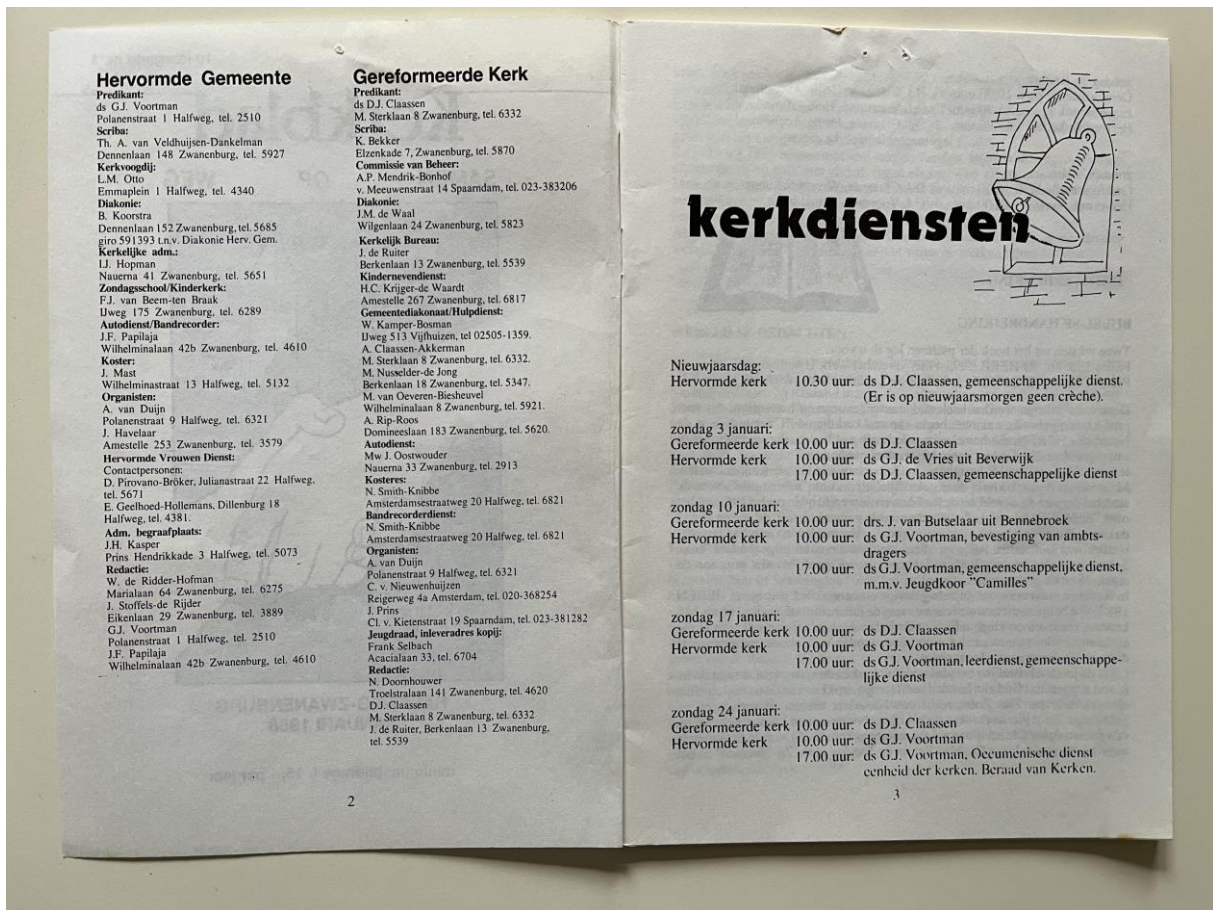 Hervormde Gemeente
Predikant:
ds G.J. Voortman
Polanenstraat 1 Halfweg, tel. 2510
Scriba:
Th. A. van Veldhuijsen-Dankelman
Dennenlaan 148 Zwanenburg, tel. 5927
Kerkvoogdij:
L.M. Otto
Emmaplein 1 Halfweg, tel. 4340
Diakonie:
B. Koorstra
Dennenlaan 152 Zwanenburg, tel. 5685
giro 591393 t.n.v. Diakonie Herv. Gem.
Kerkelijke adm.:
IJ. Hopman
Nauerna 41 Zwanenburg, tel. 5651
Zondagsschool/Kinderkerk:
F.J. van Beem-ten Braak
IJweg 175 Zwanenburg, tel. 6289
Autodienst/Bandrecorder:
J.F. Papilaja
Wilhelminalaan 42b Zwanenburg, tel. 4610
Koster:
J. Mast
Wilhelminastraat 13 Halfweg, tel. 5132
Organisten:
A. van Duijn
Polanenstraat 9 Halfweg, tel. 6321
J. Havelaar
Amestelle 253 Zwanenburg, tel. 3579
Hervormde Vrouwen Dienst:
Contactpersonen:
D. Pirovano-Bröker, Julianastraat 22 Halfweg,
tel. 5671
E. Geelhoed-Hollemans, Dillenburg 18
Halfweg, tel. 4381.
Adm. begraafplaats:
J.H. Kasper
Prins Hendrikkade 3 Halfweg, tel. 5073
Redactie:
W. de Ridder-Hofman
Marialaan 64 Zwanenburg, tel. 6275
J. Stoffels-de Rijder
Eikenlaan 29 Zwanenburg, tel. 3889
G.J. Voortman
Polanenstraat 1 Halfweg, tel. 2510
J.F. Papilaja
Wilhelminalaan 42b Zwanenburg, tel. 4610
Gereformeerde Kerk
Predikant:
ds D.J. Claassen
M. Sterklaan 8 Zwanenburg, tel. 6332
Scriba:
K. Bekker
Elzenkade 7, Zwanenburg, tel. 5870
Commissie van Beheer:
A.P. Mendrik-Bonhof
v. Meeuwenstraat 14 Spaarndam, tel. 023-383206
Diakonie:
J.M. de Waal
Wilgenlaan 24 Zwanenburg, tel. 5823
Kerkelijk Bureau:
J. de Ruiter
Berkenlaan 13 Zwanenburg, tel. 5539
Kindernevendienst:
H.C. Krijger-de Waardt
Amestelle 267 Zwanenburg, tel. 6817
Gemeentediakonaat/Hulpdienst:
W. Kamper-Bosman
IJweg 513 Vijfhuizen, tel 02505-1359.
A. Claassen-Akkerman
M. Sterklaan 8 Zwanenburg, tel. 6332.
M. Nusselder-de Jong
Berkenlaan 18 Zwanenburg, tel. 5347.
M. van Oeveren-Biesheuvel
Wilhelminalaan 8 Zwanenburg, tel. 5921.
A. Rip-Roos
Domineeslaan 183 Zwanenburg, tel. 5620.
Autodienst:
Mw J. Oostwouder
Nauerna 33 Zwanenburg, tel. 2913
Kosteres:
N. Smith-Knibbe
Amsterdamsestraatweg 20 Halfweg, tel. 6821
Bandrecorderdienst:
N. Smith-Knibbe
Amsterdamsestraatweg 20 Halfweg, tel. 6821
Organisten:
A. van Duijn
Polanenstraat 9 Halfweg, tel. 6321
C. v. Nieuwenhuijzen
Reigerweg 4a Amsterdam, tel. 020-368254
J. Prins
Cl. v. Kietenstraat 19 Spaarndam, tel. 023-381282
Jeugdraad, inleveradres kopij:
Frank Selbach
Acacialaan 33, tel. 6704
Redactie:
N. Doornhouwer
Troelstralaan 141 Zwanenburg, tel. 4620
D.J. Claassen
M. Sterklaan 8 Zwanenburg, tel. 6332
J. de Ruiter, Berkenlaan 13 Zwanenburg,
tel. 5539
2
kerkdiensten
Nieuwjaarsdag:
Hervormde kerk 10.30 uur: ds D.J. Claassen, gemeenschappelijke dienst.
(Er is op nieuwjaarsmorgen geen crèche).
zondag 3 januari:
Gereformeerde kerk 10.00 uur: ds D.J. Claassen
Hervormde kerk 10.00 uur: ds G.J. de Vries uit Beverwijk
17.00 uur: ds D.J. Claassen, gemeenschappelijke dienst
zondag 10 januari:
Gereformeerde kerk 10.00 uur: drs. J. van Butselaar uit Bennebroek
Hervormde kerk 10.00 uur: ds G.J. Voortman, bevestiging van ambts-
dragers
17.00 uur: ds G.J. Voortman, gemeenschappelijke dienst,
m.m.v. Jeugdkoor "Camilles"
zondag 17 januari:
Gereformeerde kerk 10.00 uur: ds D.J. Claassen
Hervormde kerk 10.00 uur: ds G.J. Voortman
17.00 uur: ds G.J. Voortman, leerdienst, gemeenschappe-
lijke dienst
zondag 24 januari:
Gereformeerde kerk 10.00 uur: ds D.J. Claassen
Hervormde kerk 10.00 uur: ds G.J. Voortman
17.00 uur: ds G.J. Voortman, Oecumenische dienst
eenheid der kerken. Beraad van Kerken.
3